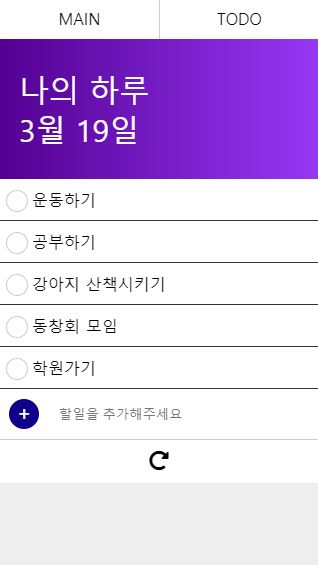 MAIN TODO
나의 하루
3월 19일
운동하기
공부하기
강아지 산책시키기
동창회 모임
학원가기
+ 할일을 추가해주세요